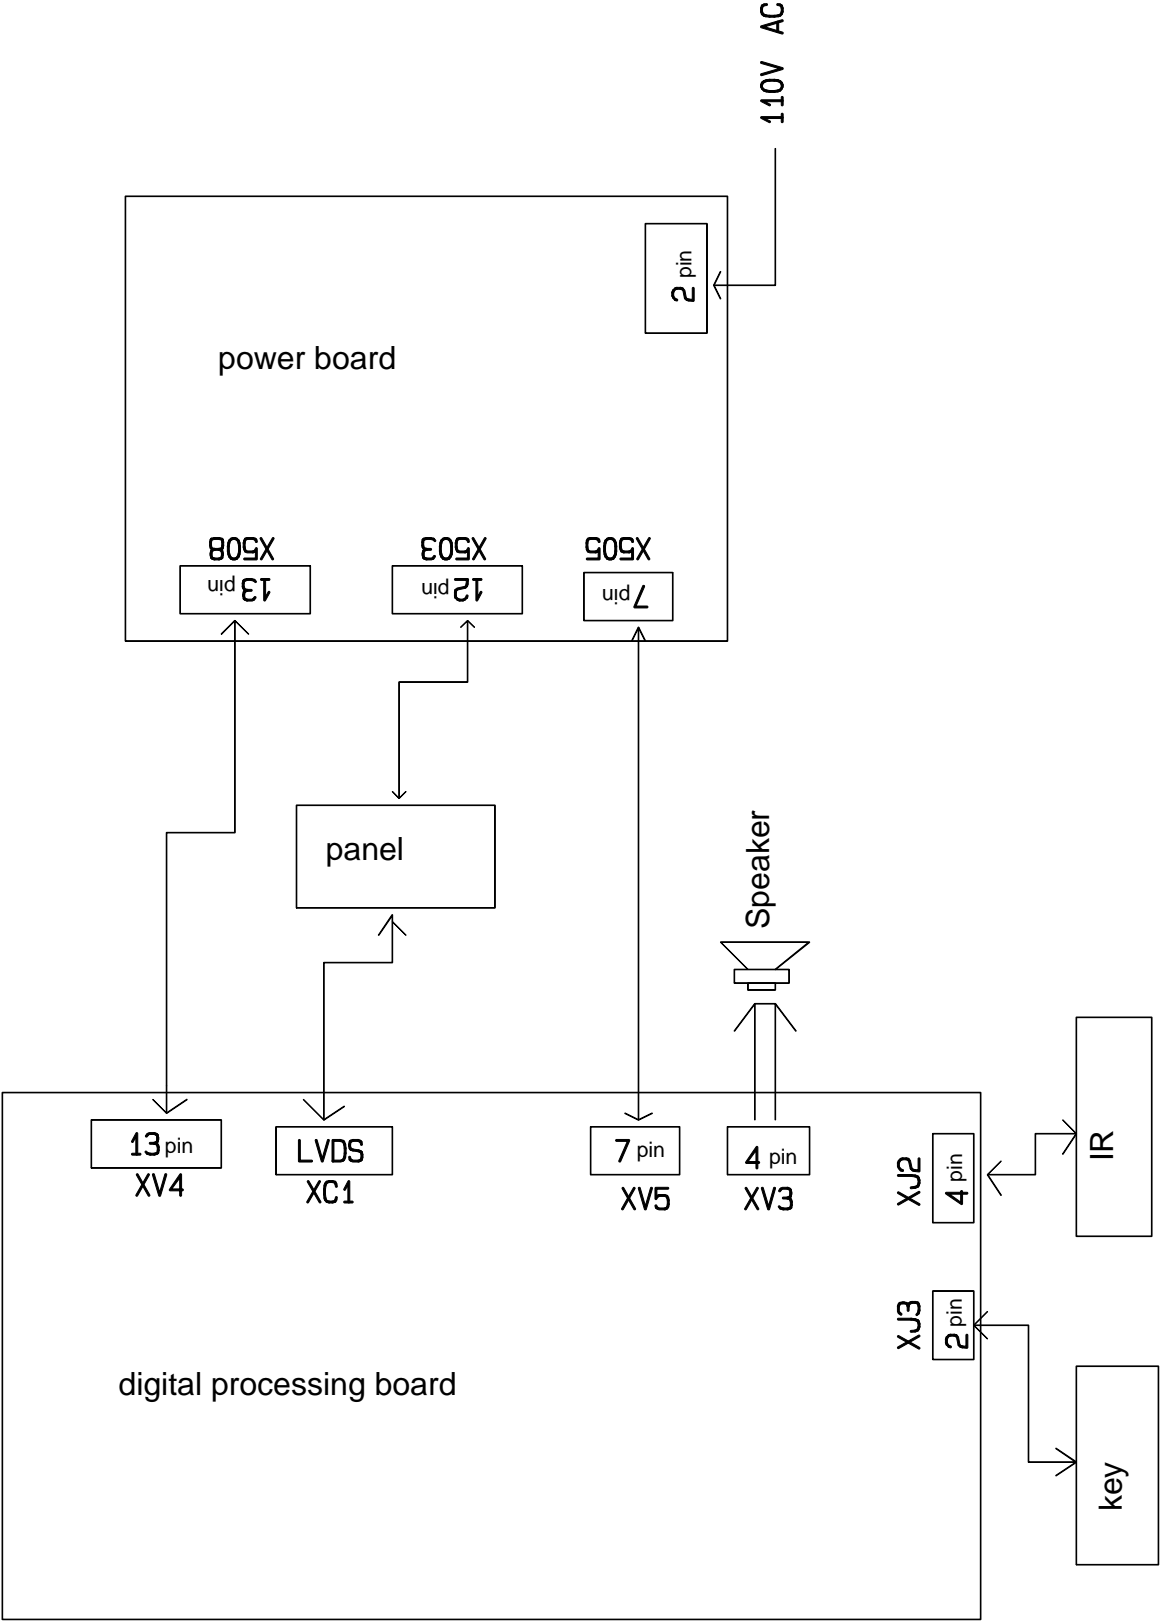 110V AC
2 pin
power board
X508
X503
X505
13 pin
12 pin
7 pin
panel
Speaker
13 pin
LVDS
7 pin
4 pin
XV4
XC1
XV5
XV3
XJ2
4 pin
IR
XJ3
2 pin
digital processing board
key